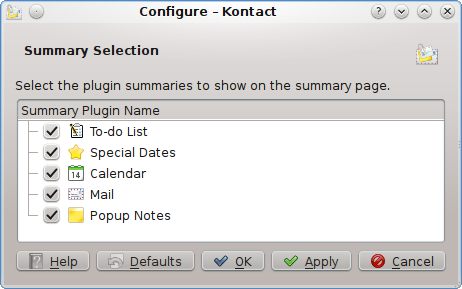 Configure – Kontact
Summary Selection
Select the plugin summaries to show on the summary page.
Summary Plugin Name
To-do List
Special Dates
14
Calendar
Mail
Popup Notes
Help Defaults OK Apply Cancel